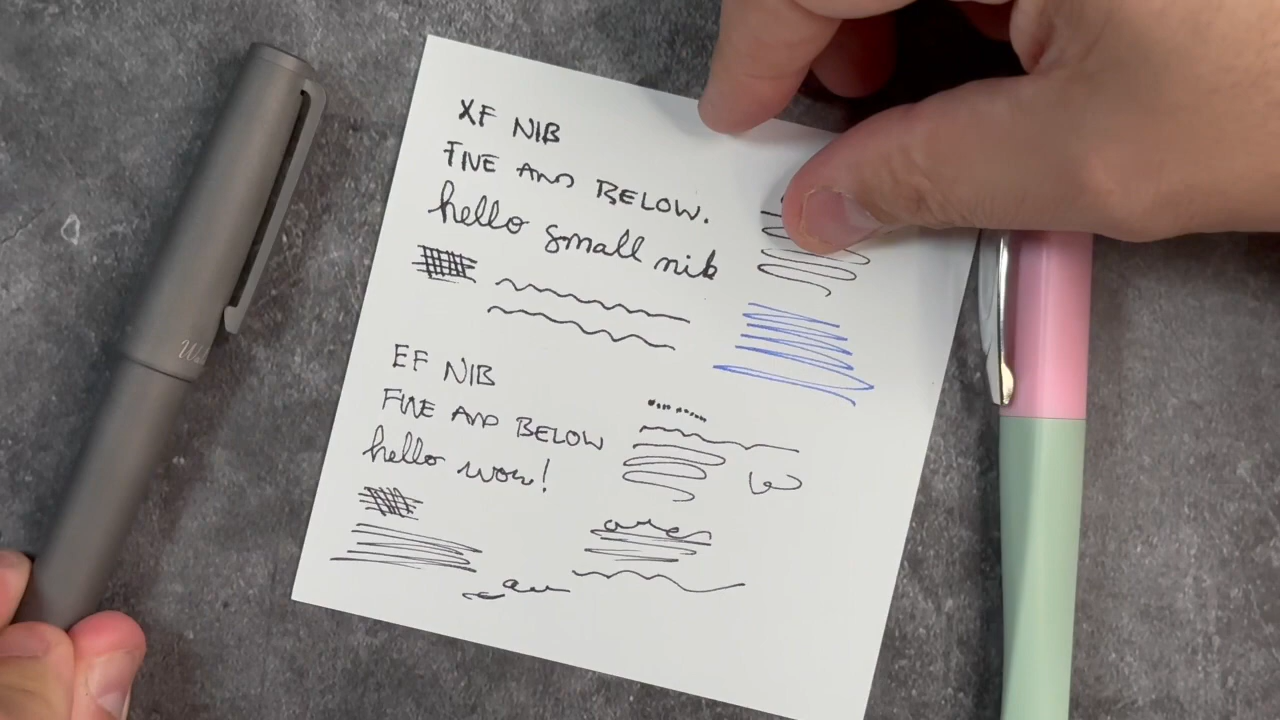 XF NIB
FINE AND BELOW.
hello small nib
EF NIB
FINE AND BELOW
hello wow!